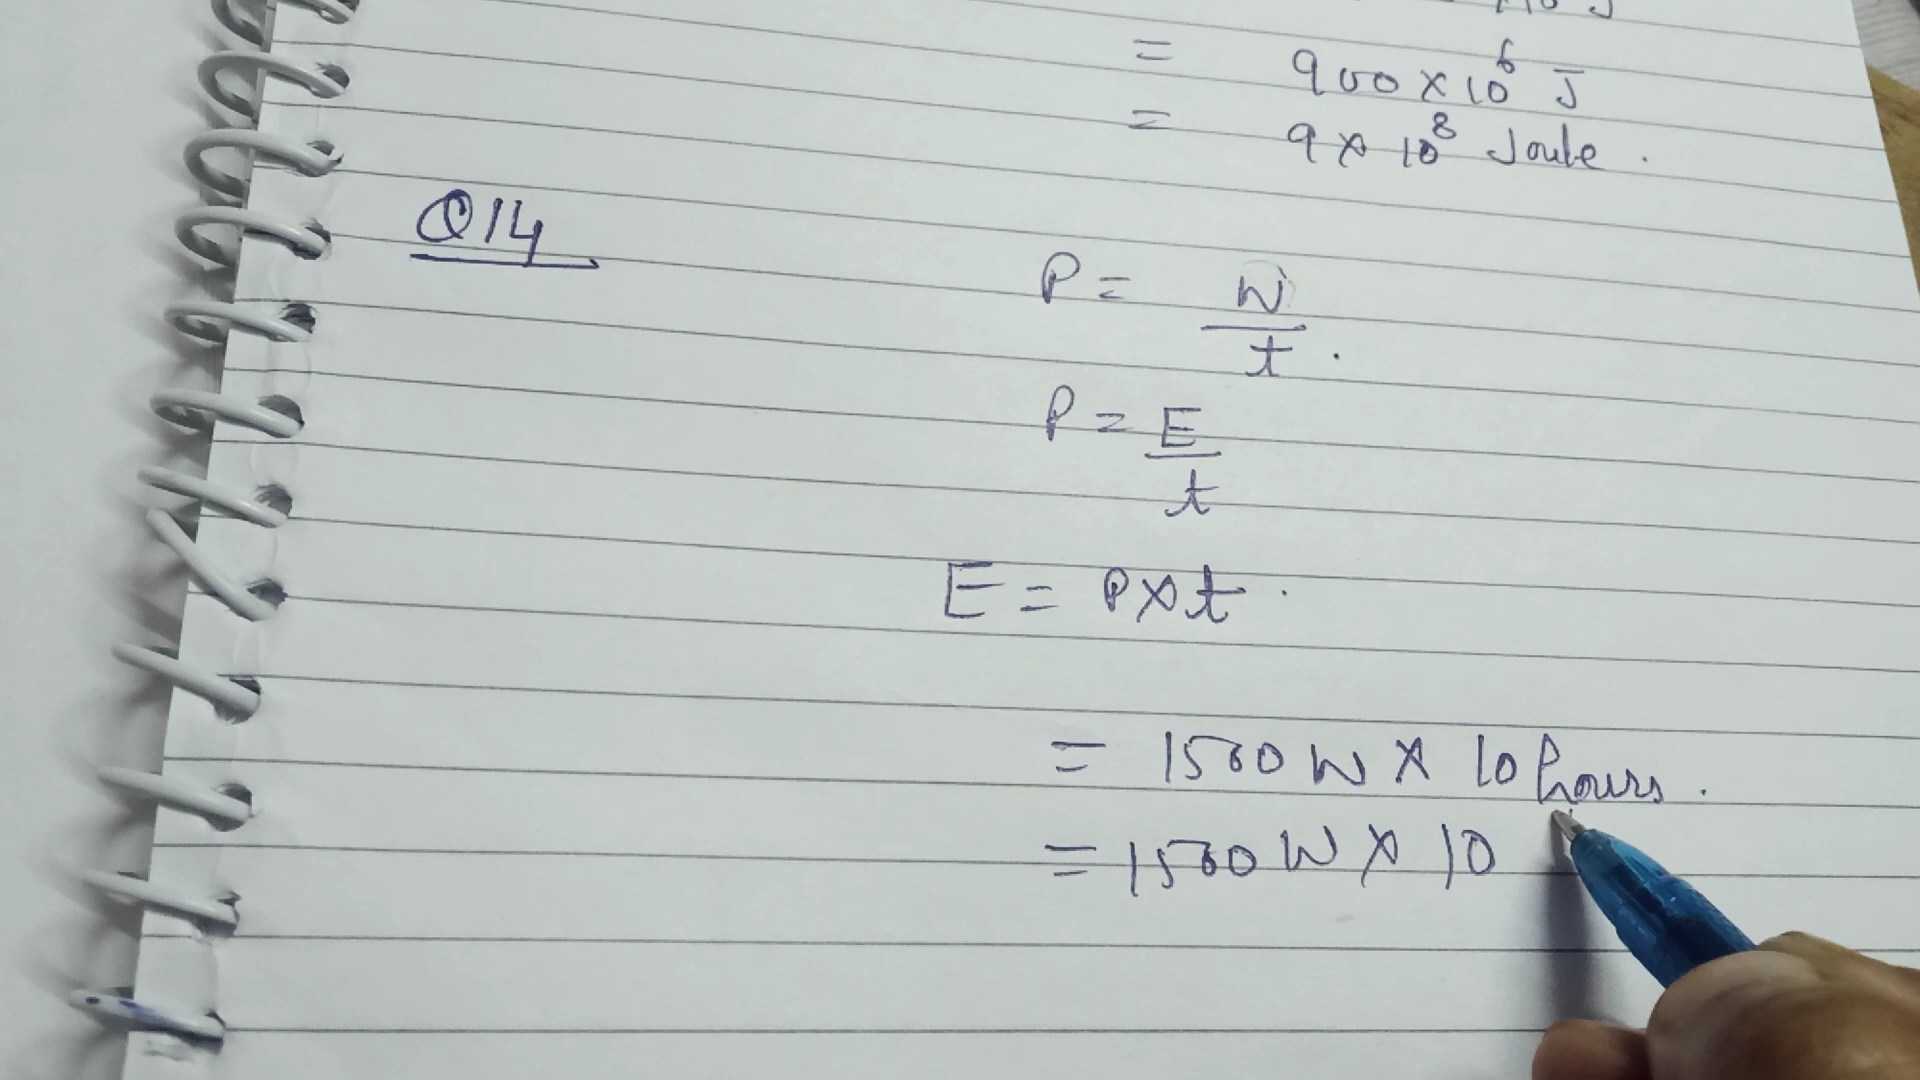 = 900 × 10⁶ J
= 9 × 10⁸ Joule.
Q14
P = W
t.
P = E
t
E = P × t.
= 1500 W × 10 hours.
= 1500 W × 10